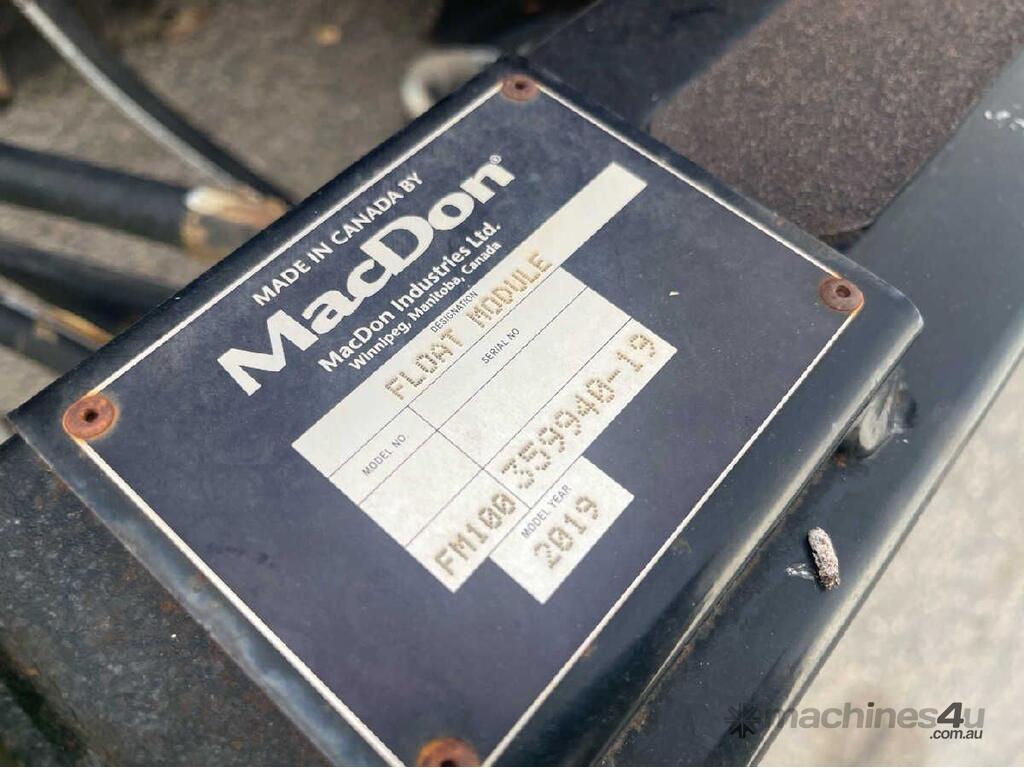 MADE IN CANADA BY
MacDon®
MacDon Industries Ltd.
Winnipeg, Manitoba, Canada
DESIGNATION
FLOAT MODULE
MODEL NO.
SERIAL NO
FM100
359940-19
MODEL YEAR
2019
machines4u
.com.au